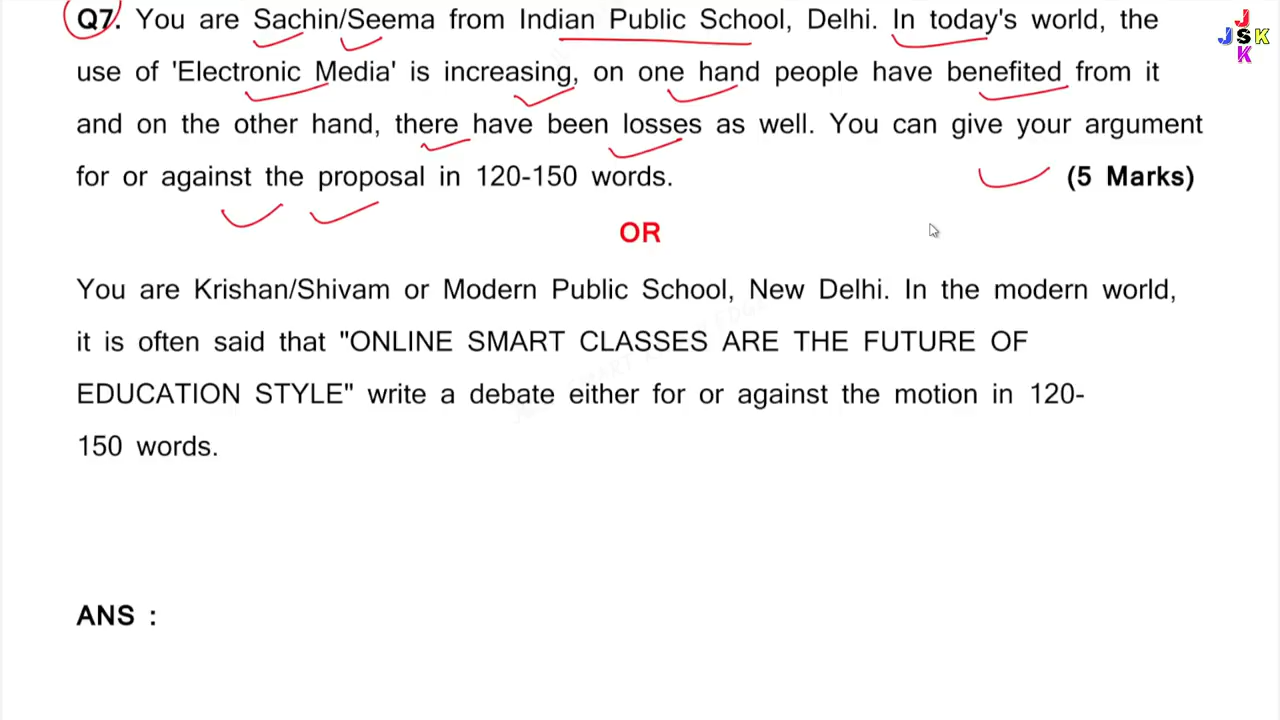 Q7. You are Sachin/Seema from Indian Public School, Delhi. In today's world, the
use of 'Electronic Media' is increasing, on one hand people have benefited from it
and on the other hand, there have been losses as well. You can give your argument
for or against the proposal in 120-150 words. (5 Marks)
OR
You are Krishan/Shivam or Modern Public School, New Delhi. In the modern world,
it is often said that "ONLINE SMART CLASSES ARE THE FUTURE OF
EDUCATION STYLE" write a debate either for or against the motion in 120-
150 words.
ANS :
J
J S K
K